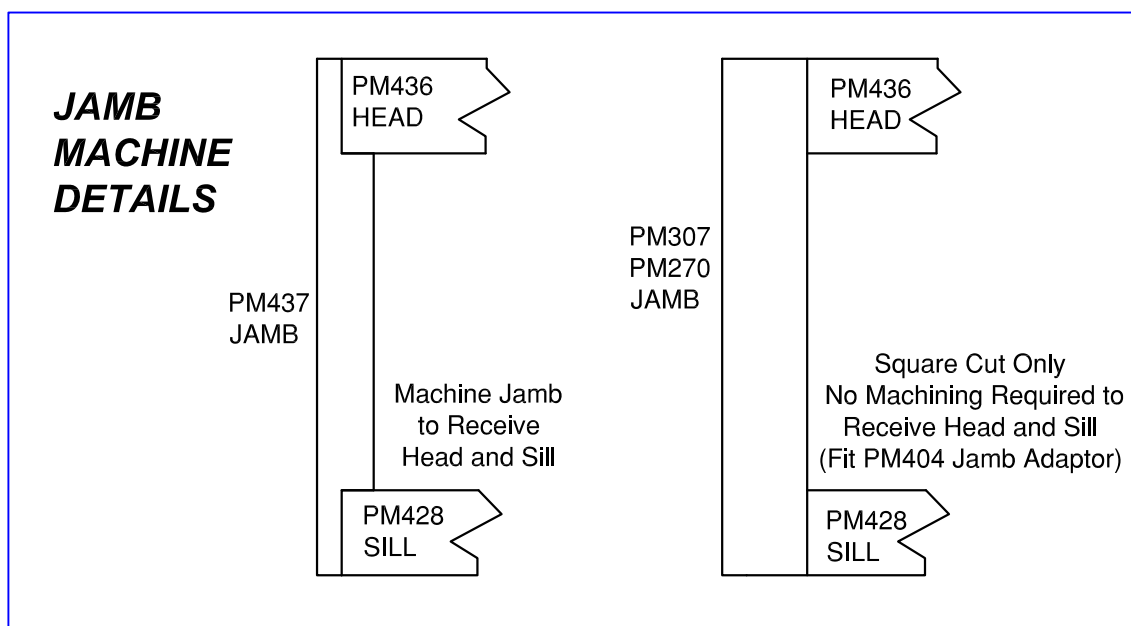 JAMB
MACHINE
DETAILS
PM436
HEAD
PM437
JAMB
Machine Jamb
to Receive
Head and Sill
PM428
SILL
PM436
HEAD
PM307
PM270
JAMB
Square Cut Only
No Machining Required to
Receive Head and Sill
(Fit PM404 Jamb Adaptor)
PM428
SILL